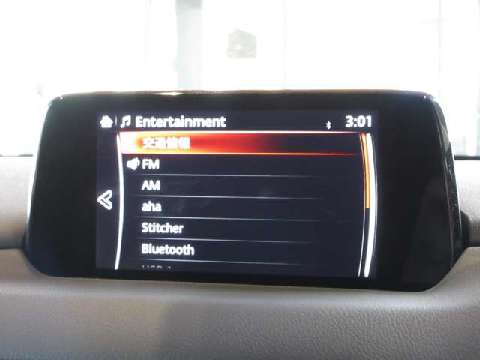 Entertainment 3:01
交通情報
FM
AM
aha
Stitcher
Bluetooth